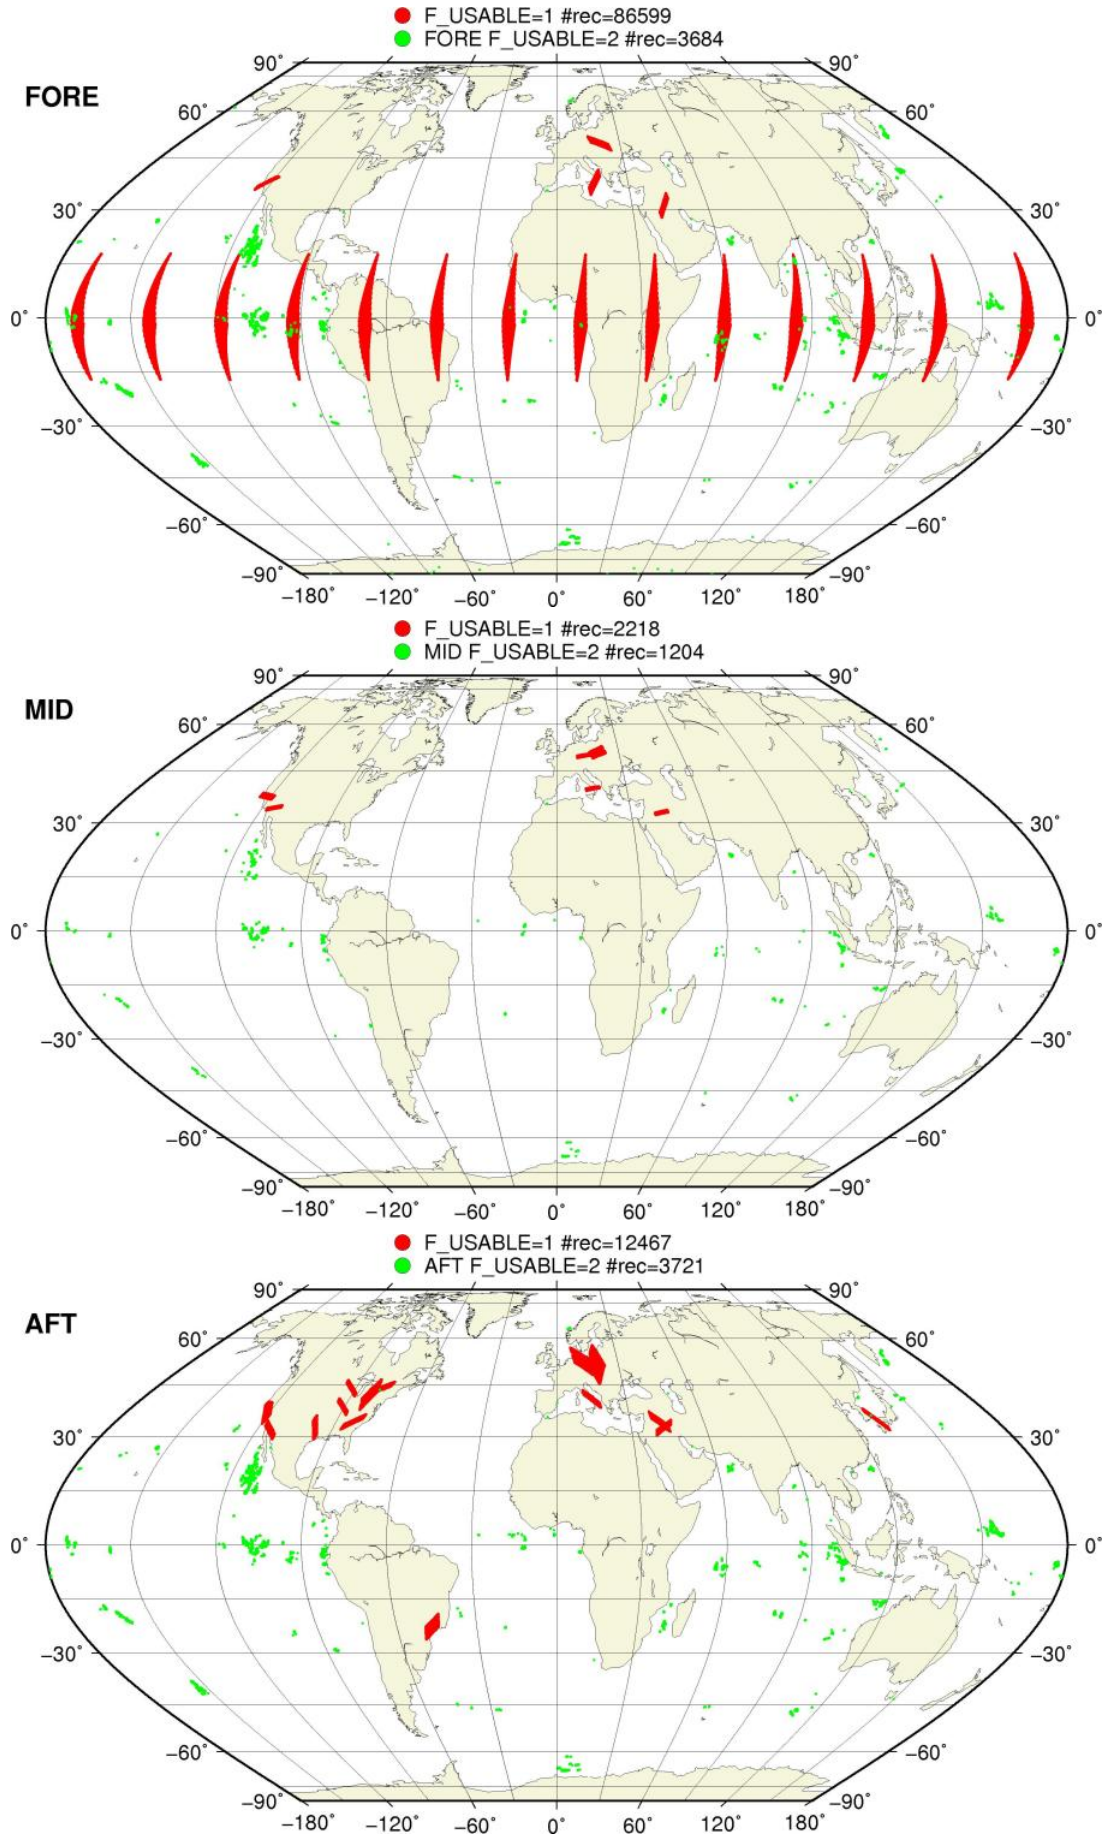 F_USABLE=1 #rec=86599
FORE F_USABLE=2 #rec=3684
FORE
90° 90°
60° 60°
30° 30°
0° 0°
−30° −30°
−60° −60°
−90° −90°
−180° −120° −60° 0° 60° 120° 180°
F_USABLE=1 #rec=2218
MID F_USABLE=2 #rec=1204
MID
90° 90°
60° 60°
30° 30°
0° 0°
−30° −30°
−60° −60°
−90° −90°
−180° −120° −60° 0° 60° 120° 180°
F_USABLE=1 #rec=12467
AFT F_USABLE=2 #rec=3721
AFT
90° 90°
60° 60°
30° 30°
0° 0°
−30° −30°
−60° −60°
−90° −90°
−180° −120° −60° 0° 60° 120° 180°